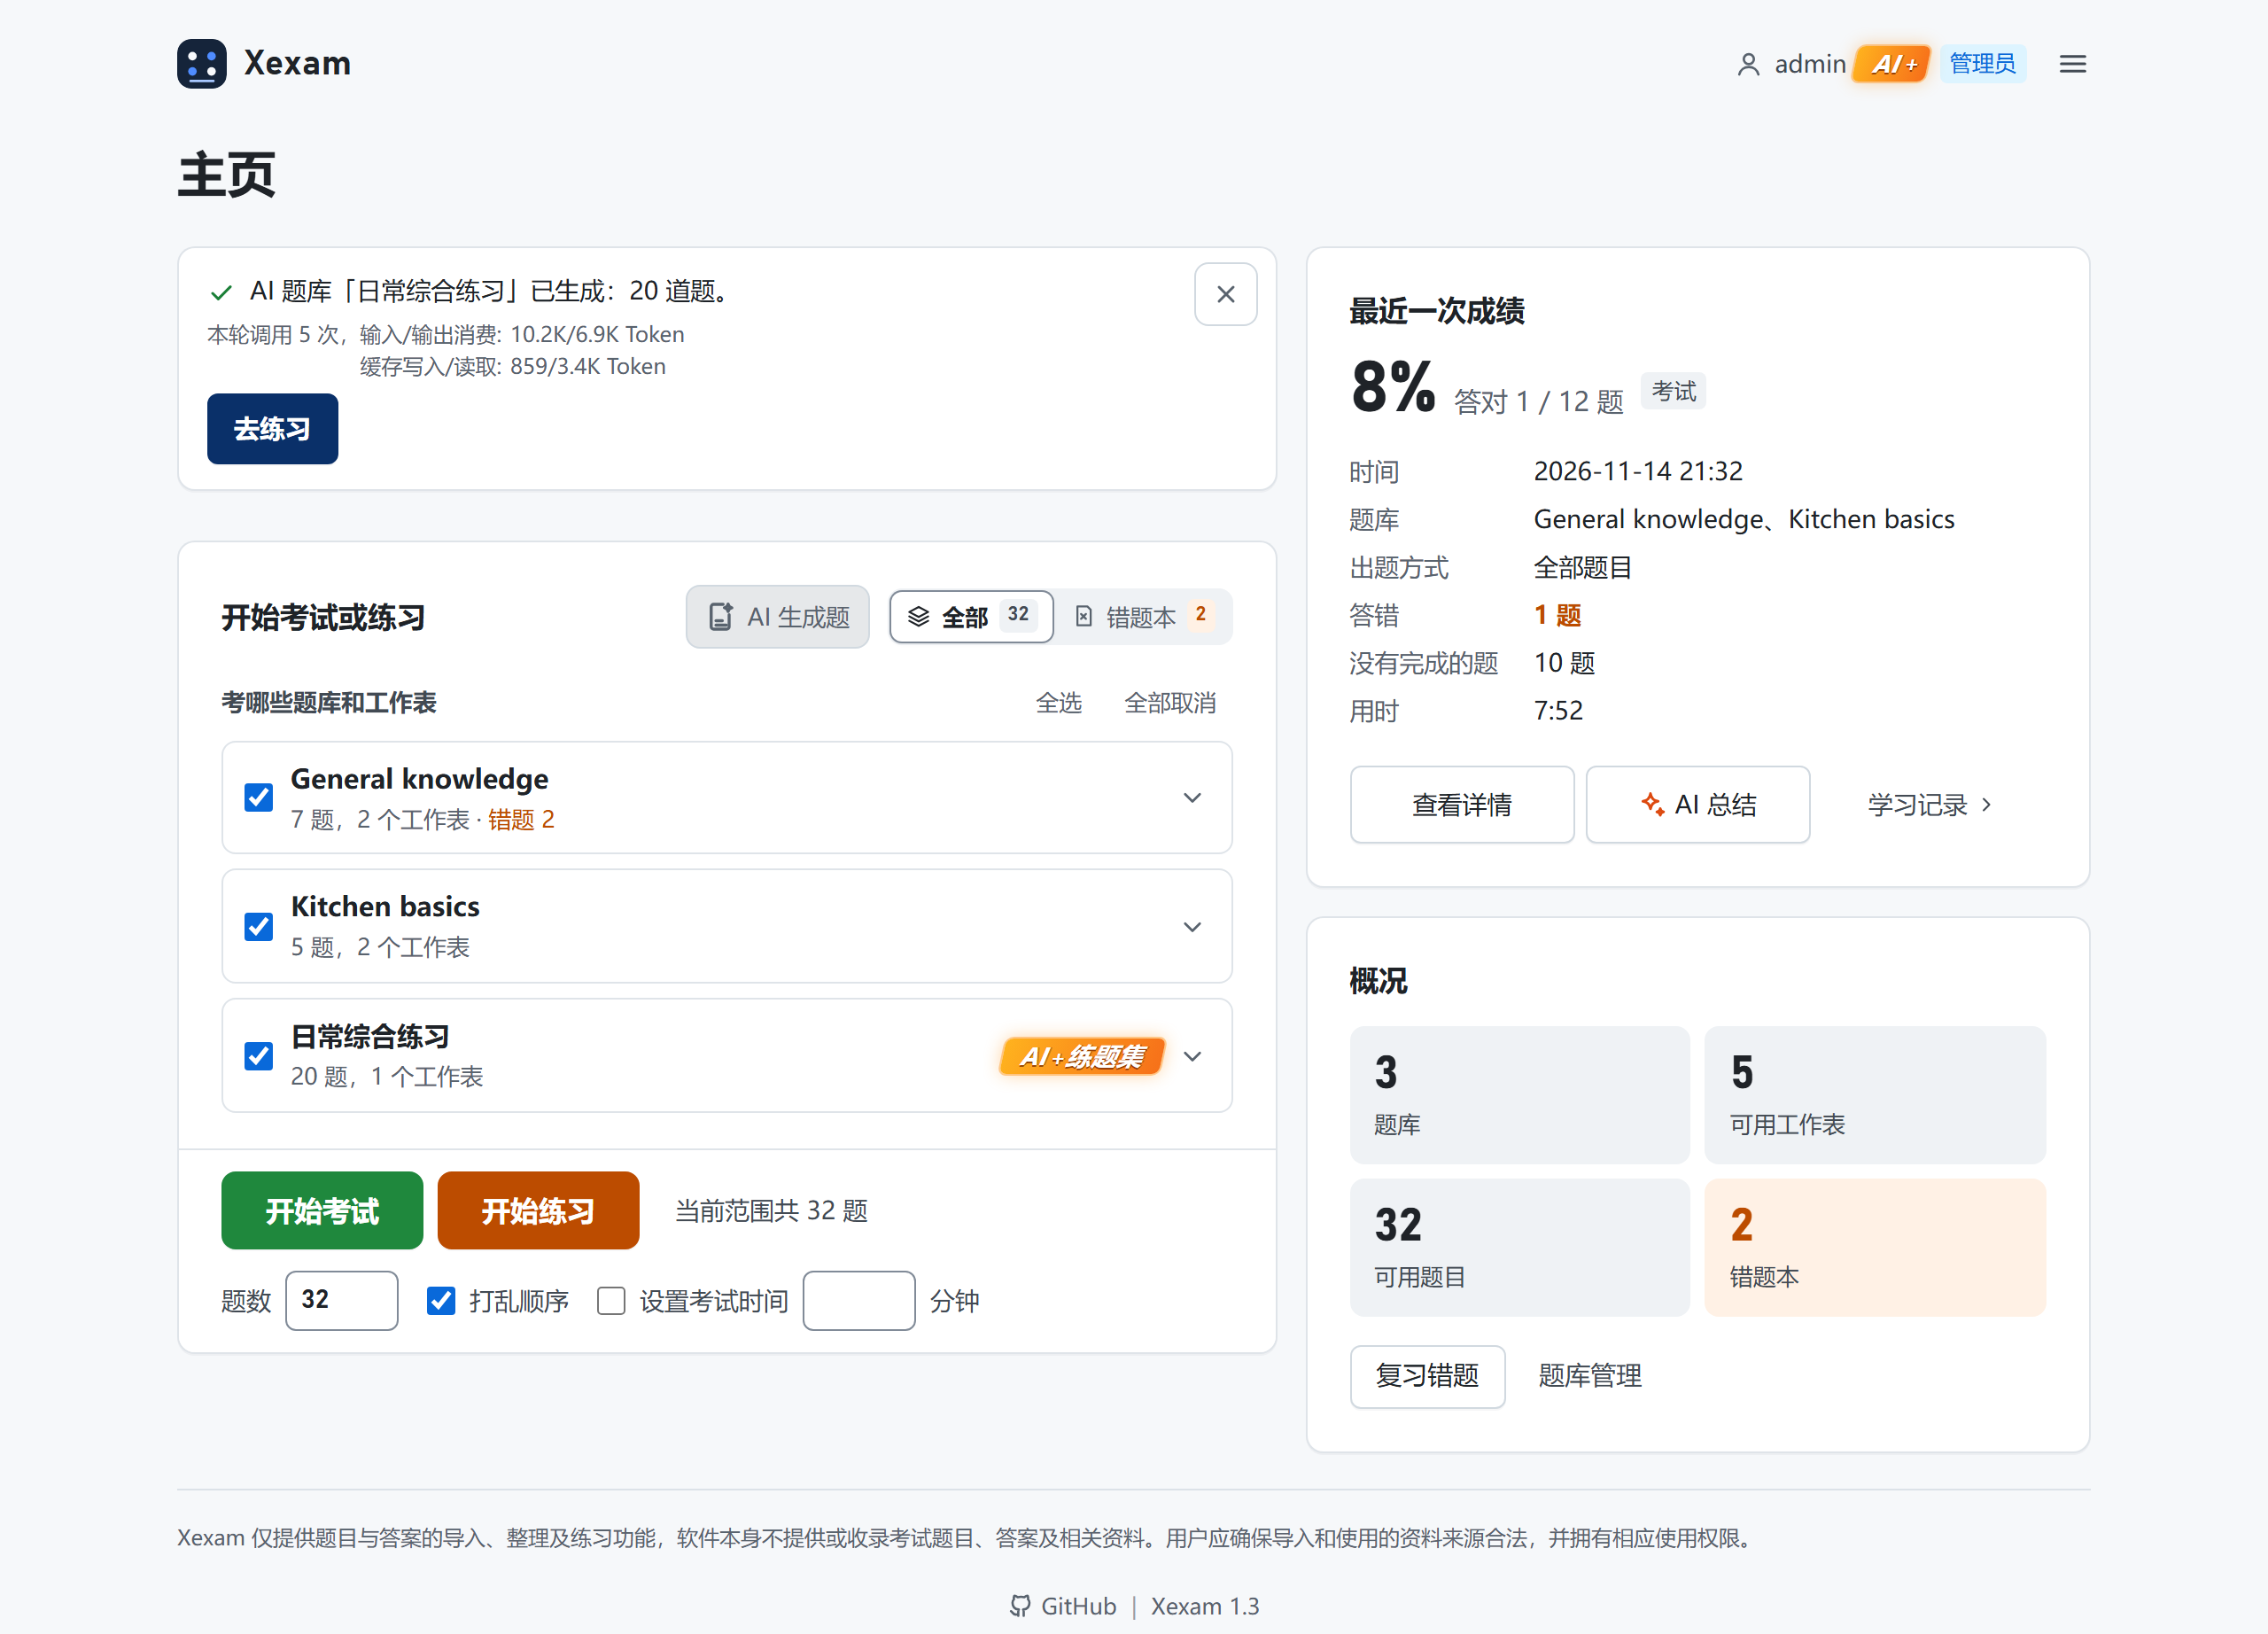 Xexam
admin AI+ 管理员
主页
AI 题库「日常综合练习」已生成：20 道题。
本轮调用 5 次，输入/输出消费: 10.2K/6.9K Token
缓存写入/读取: 859/3.4K Token
去练习
开始考试或练习
AI 生成题
全部 32
错题本 2
考哪些题库和工作表
全选 全部取消
General knowledge
7 题，2 个工作表 · 错题 2
Kitchen basics
5 题，2 个工作表
日常综合练习
20 题，1 个工作表
AI+练题集
开始考试 开始练习 当前范围共 32 题
题数 32 打乱顺序 设置考试时间 分钟
最近一次成绩
8% 答对 1 / 12 题 考试
时间 2026-11-14 21:32
题库 General knowledge、Kitchen basics
出题方式 全部题目
答错 1 题
没有完成的题 10 题
用时 7:52
查看详情 AI 总结 学习记录
概况
3
题库
5
可用工作表
32
可用题目
2
错题本
复习错题 题库管理
Xexam 仅提供题目与答案的导入、整理及练习功能，软件本身不提供或收录考试题目、答案及相关资料。用户应确保导入和使用的资料来源合法，并拥有相应使用权限。
GitHub | Xexam 1.3